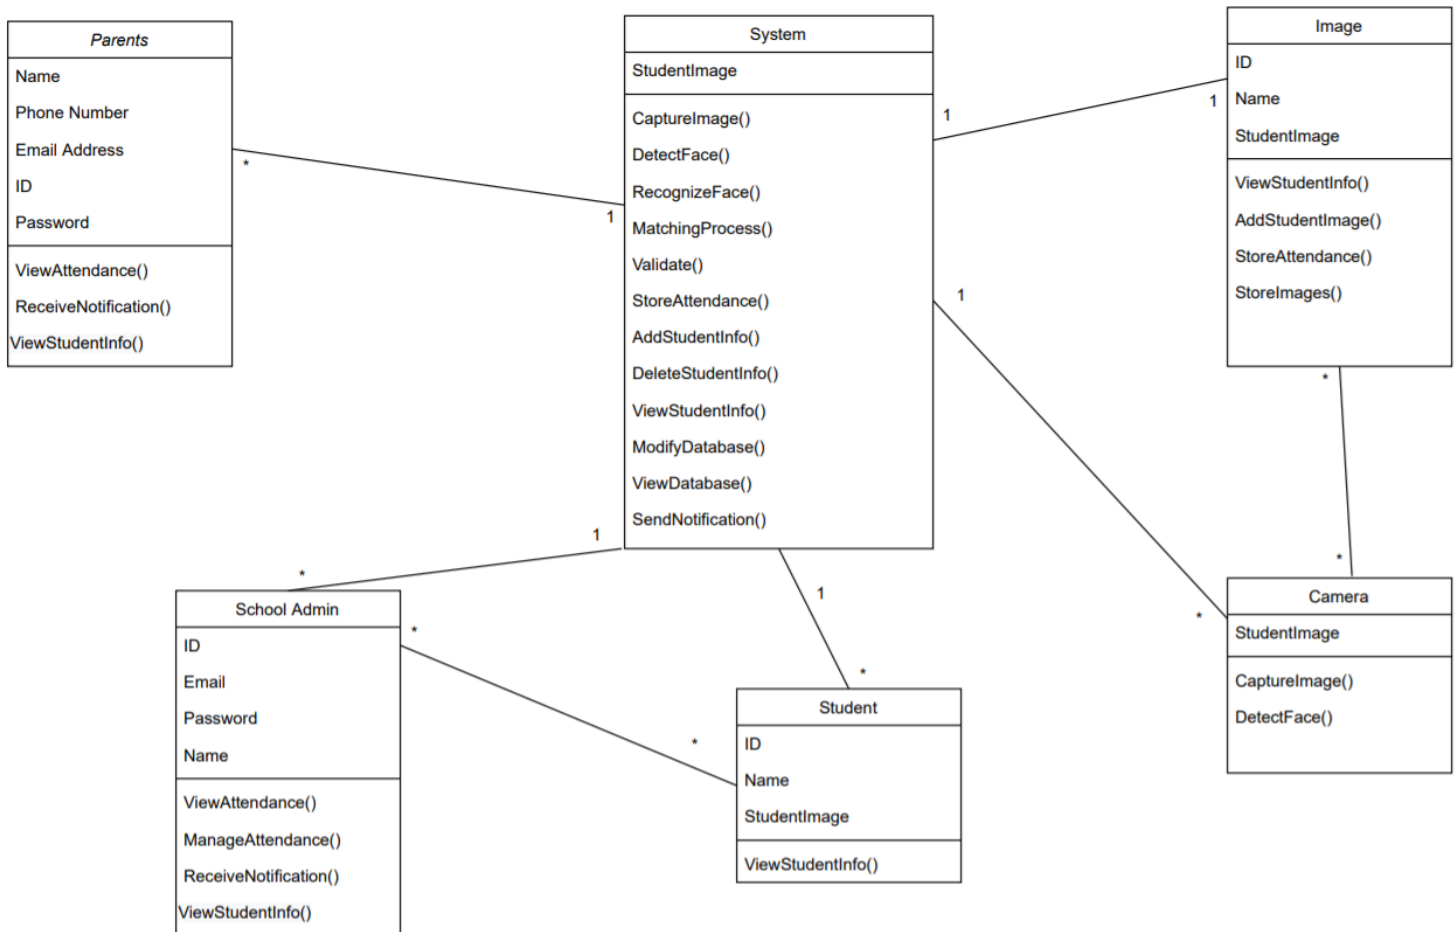 Parents
Name
Phone Number
Email Address
ID
Password
ViewAttendance()
ReceiveNotification()
ViewStudentInfo()
*
1
System
StudentImage
CaptureImage()
DetectFace()
RecognizeFace()
MatchingProcess()
Validate()
StoreAttendance()
AddStudentInfo()
DeleteStudentInfo()
ViewStudentInfo()
ModifyDatabase()
ViewDatabase()
SendNotification()
1
1
Image
ID
Name
StudentImage
ViewStudentInfo()
AddStudentImage()
StoreAttendance()
StoreImages()
1
*
*
*
1
*
School Admin
ID
Email
Password
Name
ViewAttendance()
ManageAttendance()
ReceiveNotification()
ViewStudentInfo()
*
*
1
*
Student
ID
Name
StudentImage
ViewStudentInfo()
Camera
StudentImage
CaptureImage()
DetectFace()